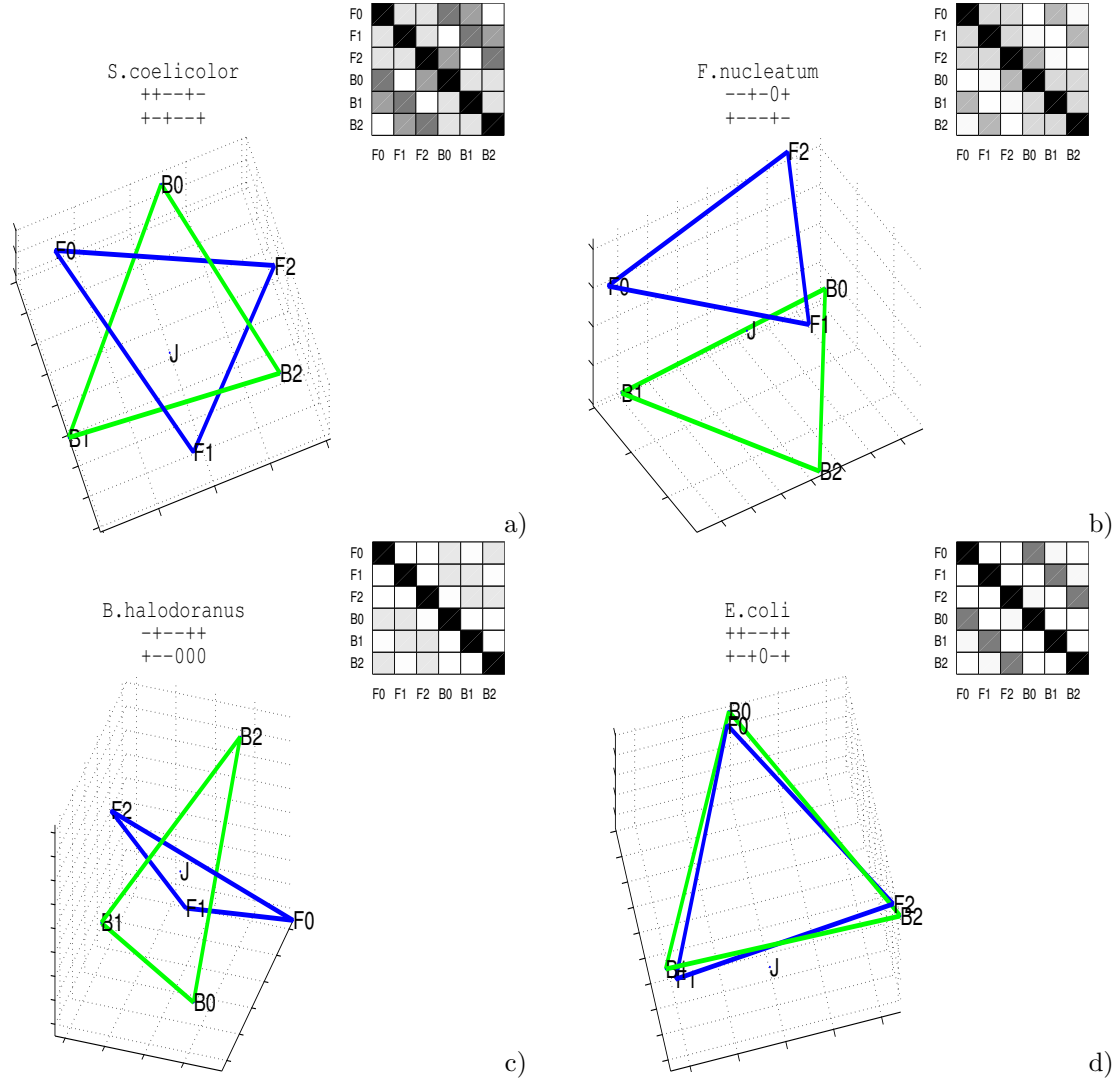 S.coelicolor
++--+-
+-+--+
F0
F1
F2
B0
B1
B2
F0 F1 F2 B0 B1 B2
B0
F0
F2
J
B2
B1
F1
a)
F.nucleatum
--+-0+
+---+-
F0
F1
F2
B0
B1
B2
F0 F1 F2 B0 B1 B2
F2
F0
B0
F1
J
B1
B2
b)
B.halodoranus
-+--++
+--000
F0
F1
F2
B0
B1
B2
F0 F1 F2 B0 B1 B2
B2
F2
J
F1
B1
F0
B0
c)
E.coli
++--++
+-+0-+
F0
F1
F2
B0
B1
B2
F0 F1 F2 B0 B1 B2
B0
F0
F2
B2
J
B1
F1
d)